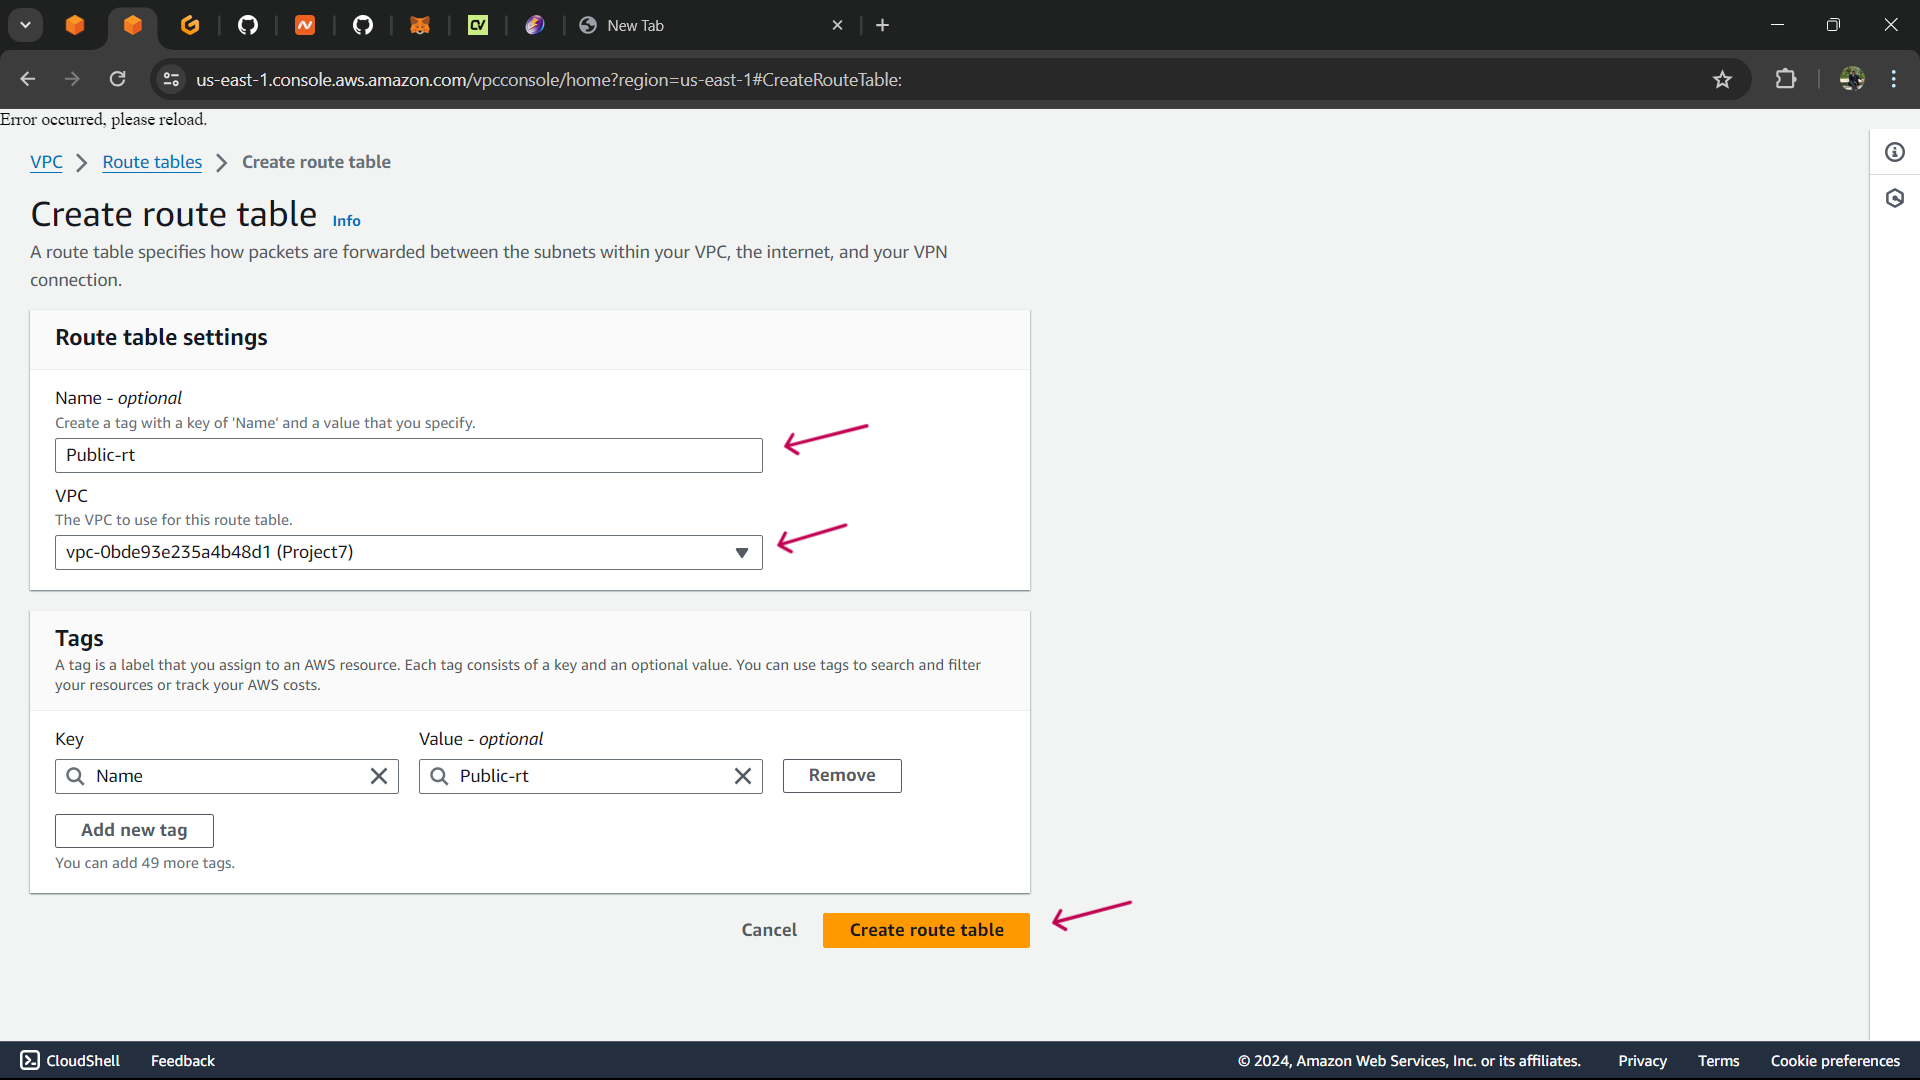 New Tab
us-east-1.console.aws.amazon.com/vpcconsole/home?region=us-east-1#CreateRouteTable:
Error occurred, please reload.
VPC Route tables Create route table
Create route table Info
A route table specifies how packets are forwarded between the subnets within your VPC, the internet, and your VPN
connection.
Route table settings
Name - optional
Create a tag with a key of 'Name' and a value that you specify.
Public-rt
VPC
The VPC to use for this route table.
vpc-0bde93e235a4b48d1 (Project7)
Tags
A tag is a label that you assign to an AWS resource. Each tag consists of a key and an optional value. You can use tags to search and filter
your resources or track your AWS costs.
Key Value - optional
Name Public-rt Remove
Add new tag
You can add 49 more tags.
Cancel Create route table
CloudShell Feedback © 2024, Amazon Web Services, Inc. or its affiliates. Privacy Terms Cookie preferences